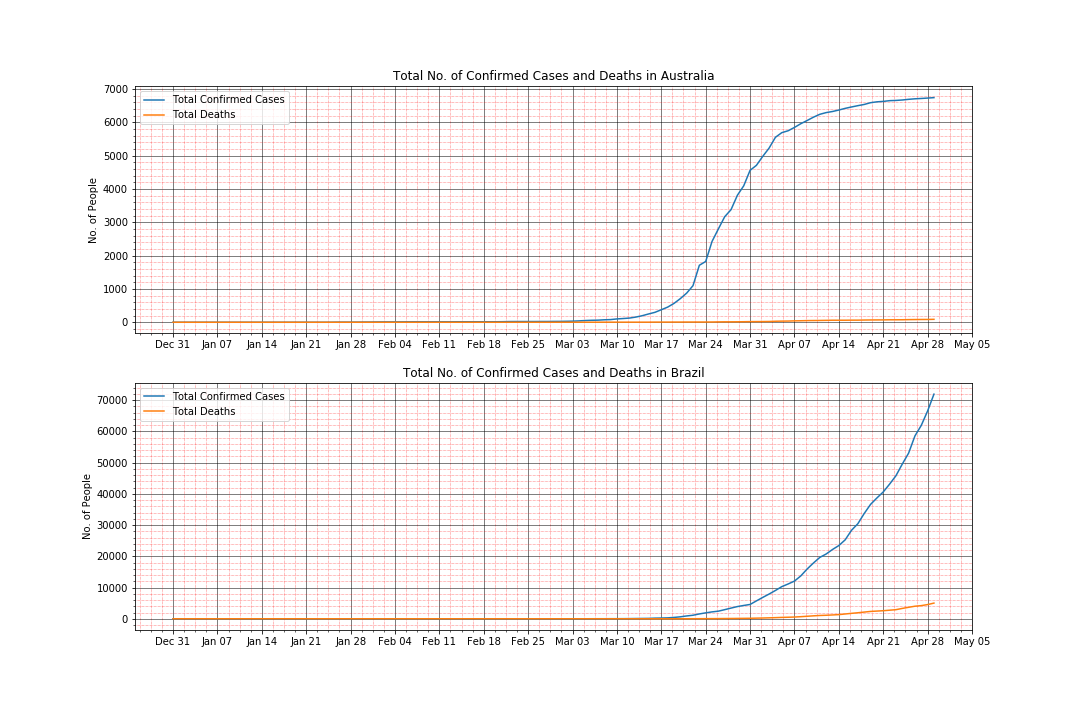 Total No. of Confirmed Cases and Deaths in Australia
Total Confirmed Cases
Total Deaths
No. of People
7000
6000
5000
4000
3000
2000
1000
0
Dec 31 Jan 07 Jan 14 Jan 21 Jan 28 Feb 04 Feb 11 Feb 18 Feb 25 Mar 03 Mar 10 Mar 17 Mar 24 Mar 31 Apr 07 Apr 14 Apr 21 Apr 28 May 05
Total No. of Confirmed Cases and Deaths in Brazil
Total Confirmed Cases
Total Deaths
No. of People
70000
60000
50000
40000
30000
20000
10000
0
Dec 31 Jan 07 Jan 14 Jan 21 Jan 28 Feb 04 Feb 11 Feb 18 Feb 25 Mar 03 Mar 10 Mar 17 Mar 24 Mar 31 Apr 07 Apr 14 Apr 21 Apr 28 May 05